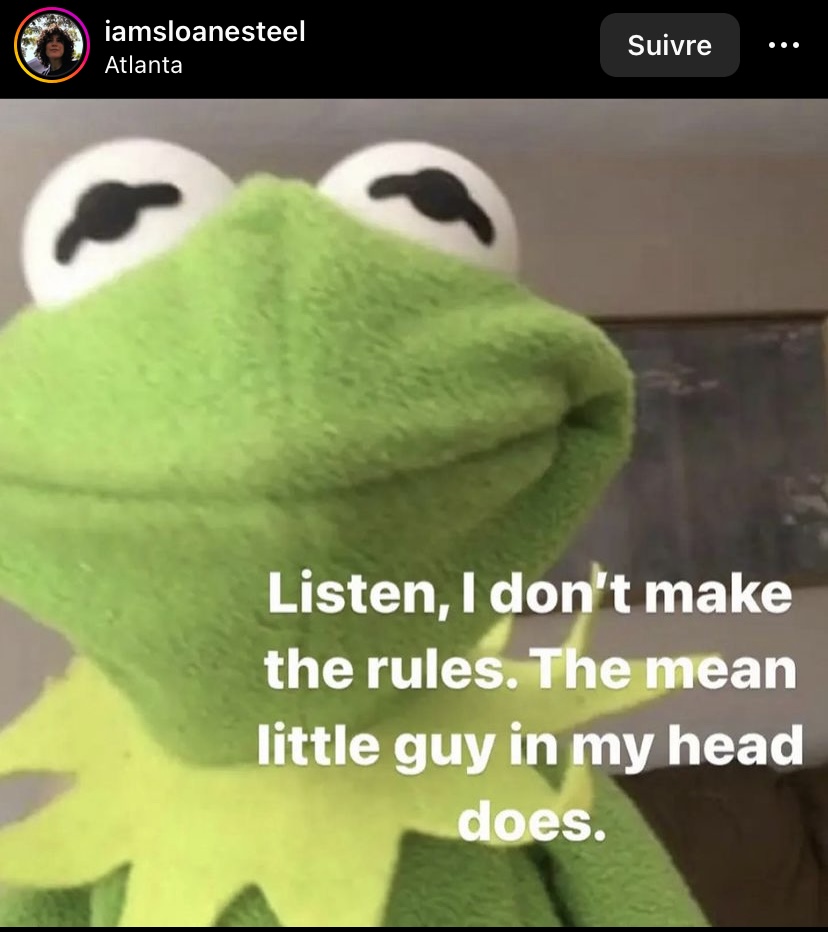 iamsloanesteel
Atlanta
Suivre
Listen, I don't make
the rules. The mean
little guy in my head
does.